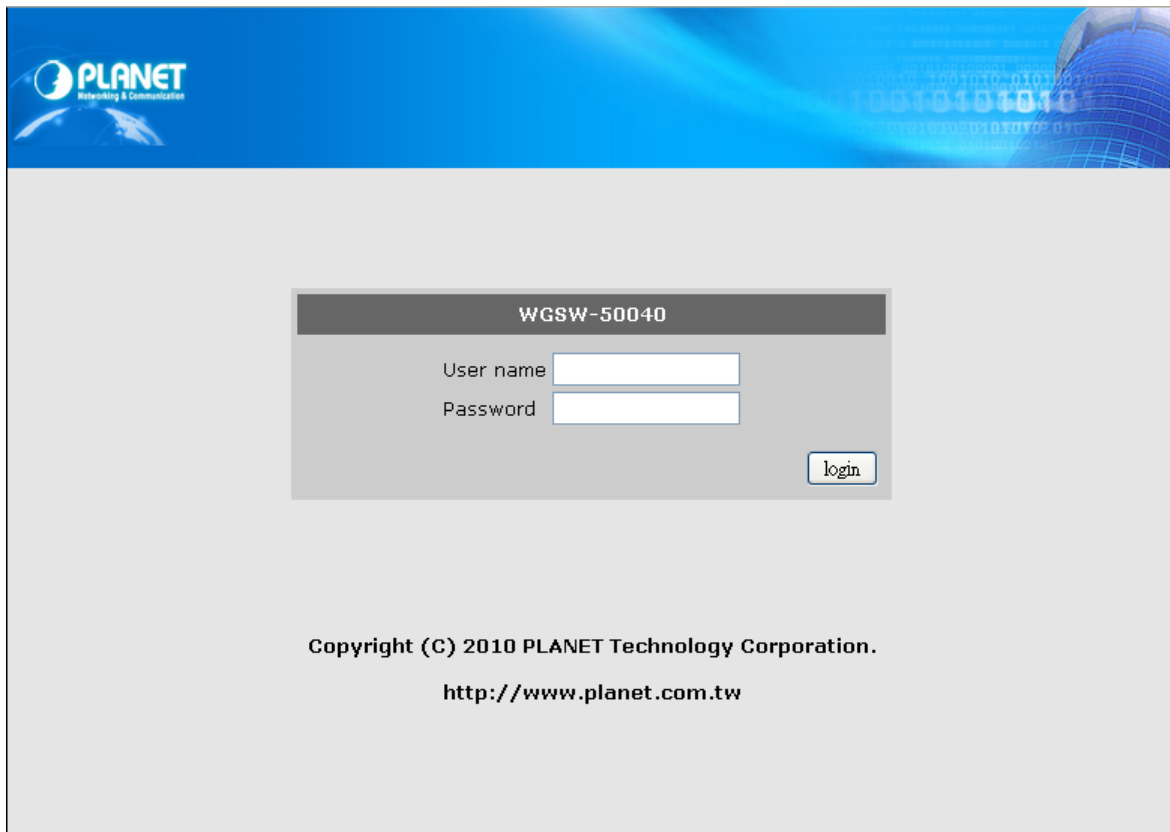 PLANET
Networking & Communication
WGSW-50040
User name
Password
login
Copyright (C) 2010 PLANET Technology Corporation.
http://www.planet.com.tw